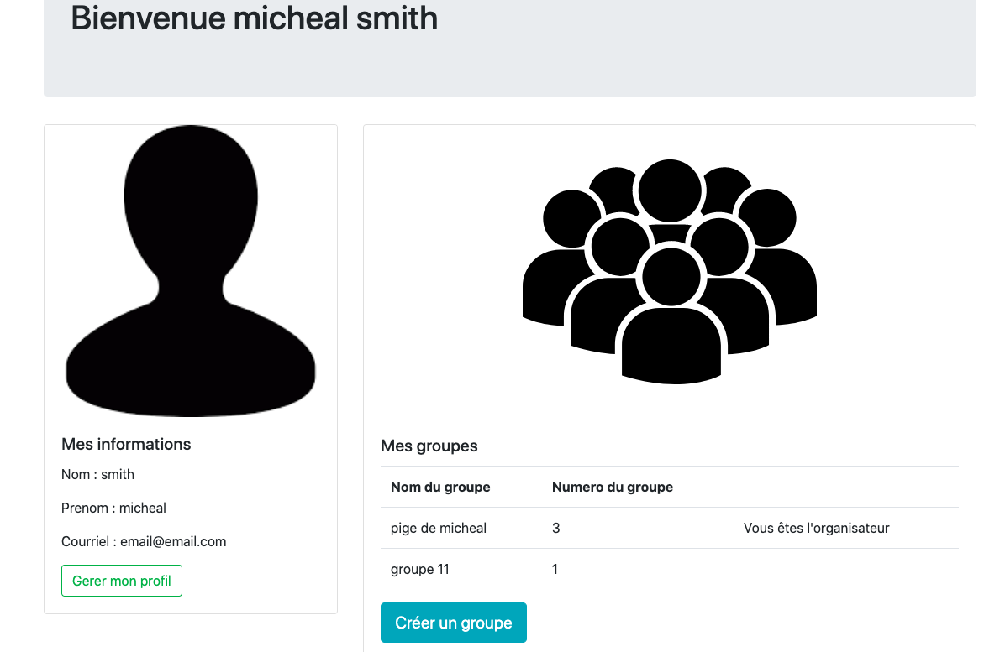 Bienvenue micheal smith
Mes informations
Nom : smith
Prenom : micheal
Courriel : email@email.com
Gerer mon profil
Mes groupes
Nom du groupe Numero du groupe
pige de micheal 3 Vous êtes l'organisateur
groupe 11 1
Créer un groupe